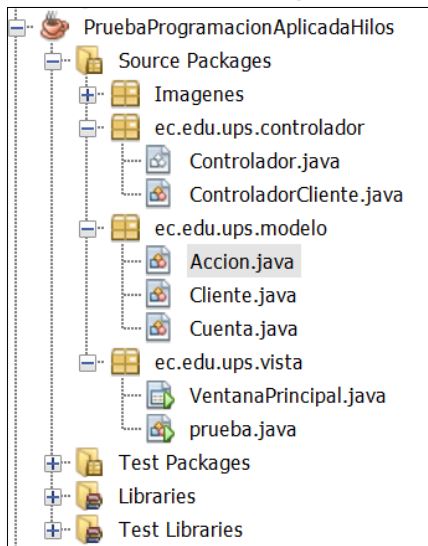 PruebaProgramacionAplicadaHilos
Source Packages
Imagenes
ec.edu.ups.controlador
Controlador.java
ControladorCliente.java
ec.edu.ups.modelo
Accion.java
Cliente.java
Cuenta.java
ec.edu.ups.vista
VentanaPrincipal.java
prueba.java
Test Packages
Libraries
Test Libraries